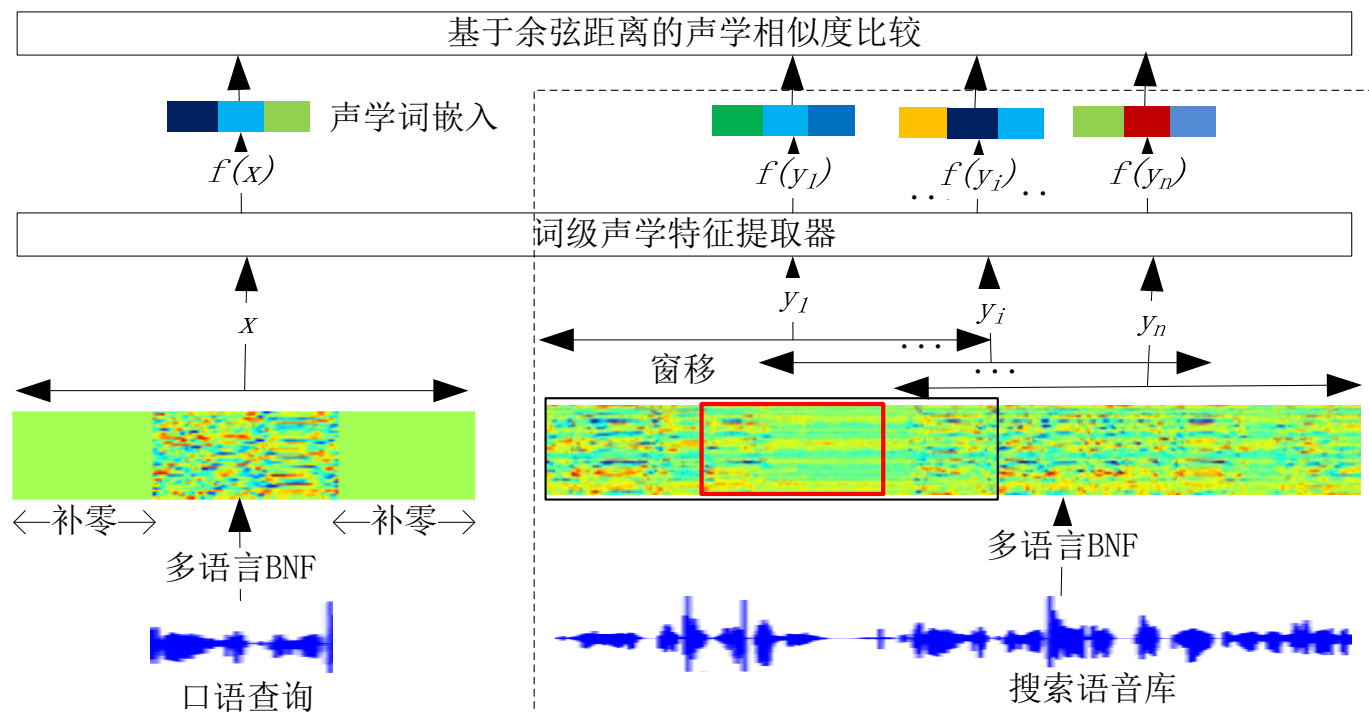 基于余弦距离的声学相似度比较
声学词嵌入
f(x)
f(y1)
f(yi)
f(yn)
词级声学特征提取器
x
y1
yi
yn
窗移
补零
补零
多语言BNF
多语言BNF
口语查询
搜索语音库